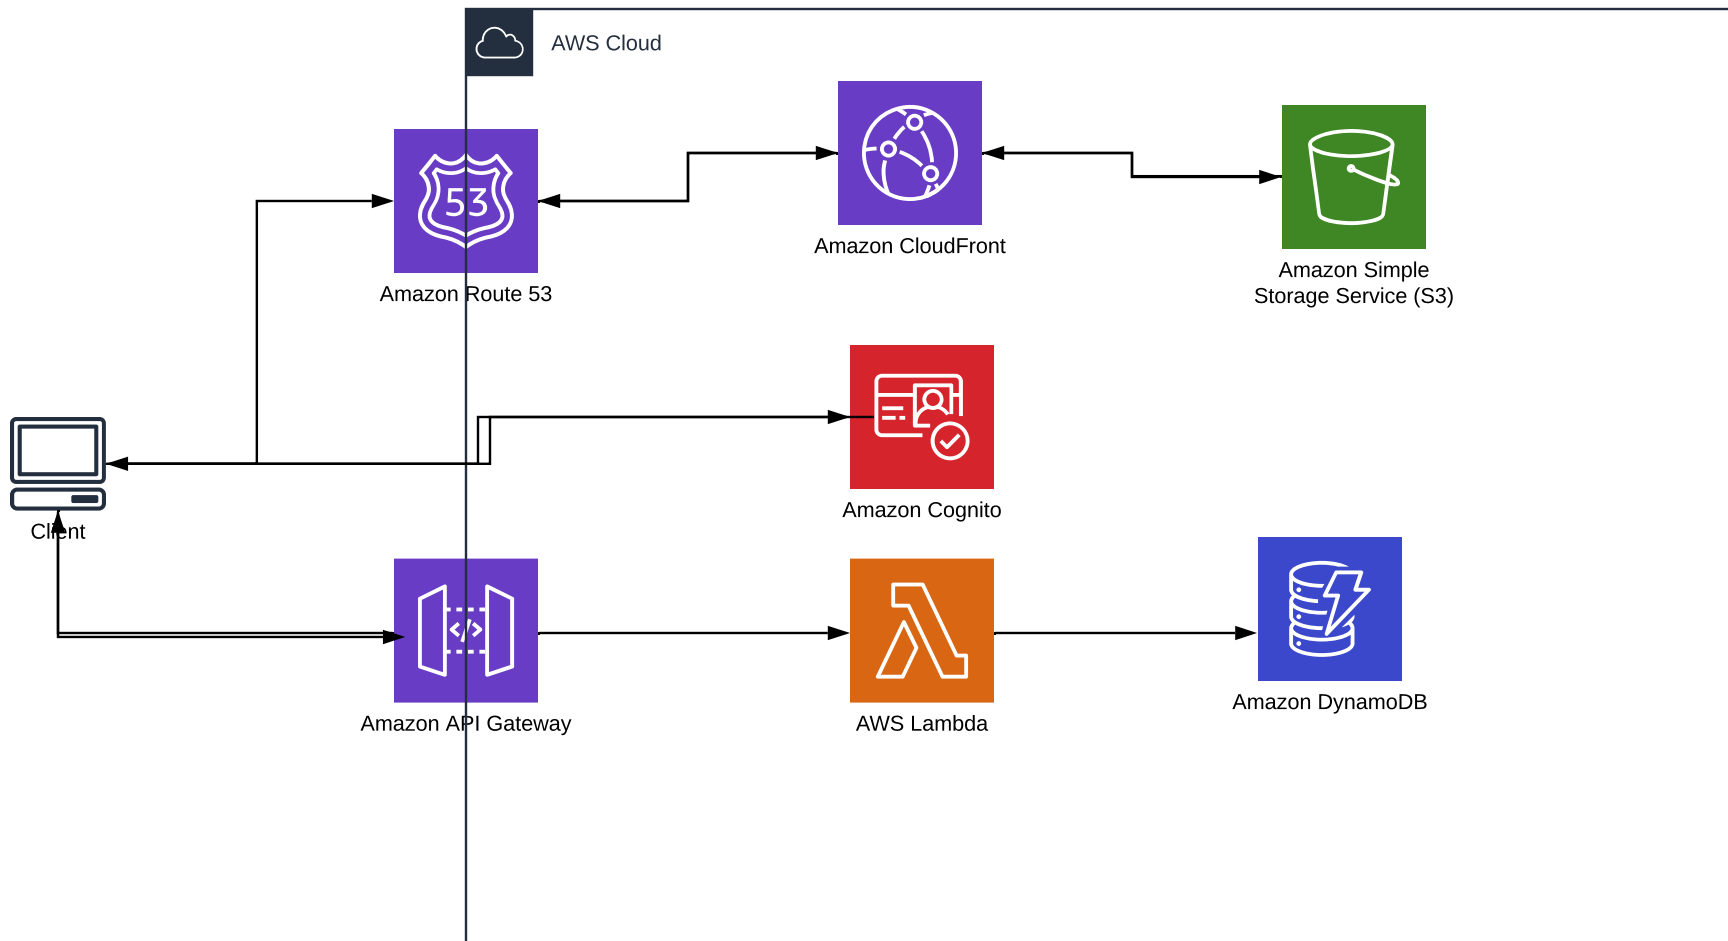 AWS Cloud
53
Amazon Route 53
Amazon CloudFront
Amazon Simple
Storage Service (S3)
Client
Amazon Cognito
</>
Amazon API Gateway
AWS Lambda
Amazon DynamoDB